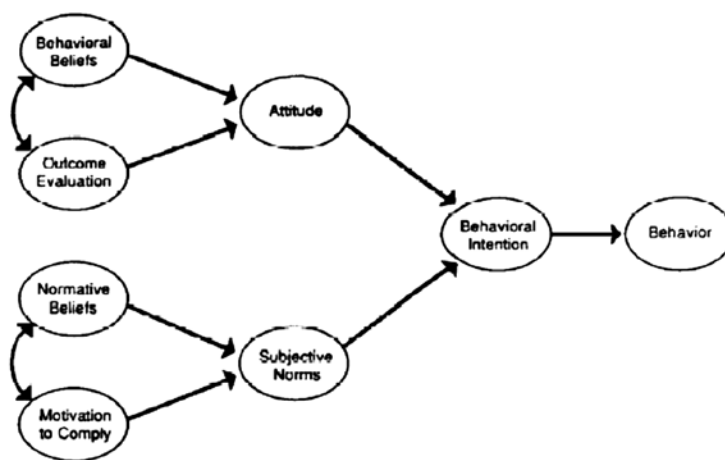 Behavioral
Beliefs
Attitude
Outcome
Evaluation
Behavioral
Intention
Behavior
Normative
Beliefs
Subjective
Norms
Motivation
to Comply